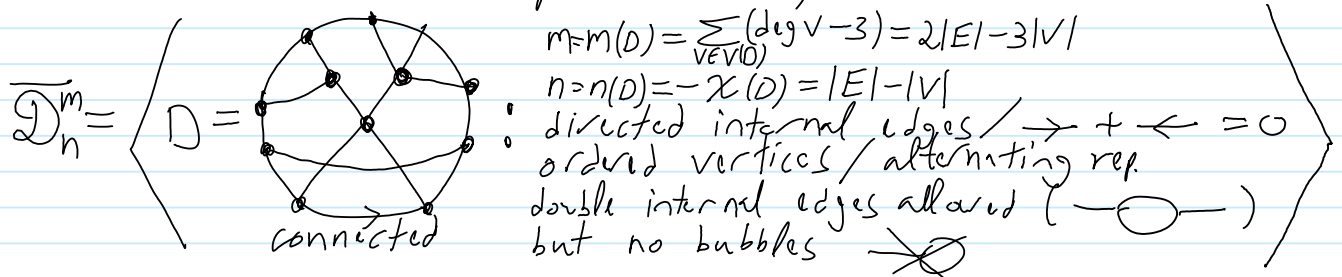 m=m(D)=∑_{v∈V(D)}(deg v-3)=2|E|-3|V|
n=n(D)=-χ(D)=|E|-|V|
\overline{𝒟}^m_n = ⟨ D = connected : directed internal edges / → + ← = 0
ordered vertices / alternating rep.
double internal edges allowed ( )
but no bubbles ⟩